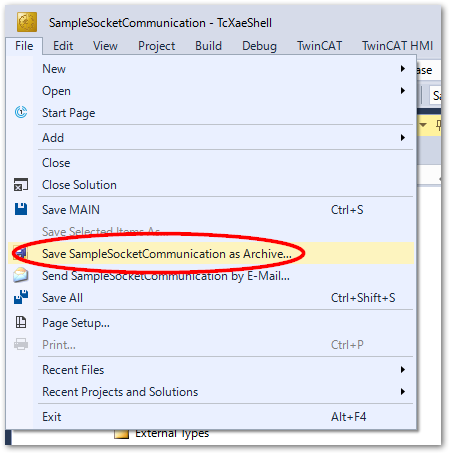 SampleSocketCommunication - TcXaeShell
File Edit View Project Build Debug TwinCAT TwinCAT HMI
New
Open
Start Page
Add
Close
Close Solution
Save MAIN Ctrl+S
Save Selected Items As...
Save SampleSocketCommunication as Archive...
Send SampleSocketCommunication by E-Mail...
Save All Ctrl+Shift+S
Page Setup...
Print... Ctrl+P
Recent Files
Recent Projects and Solutions
Exit Alt+F4
External Types